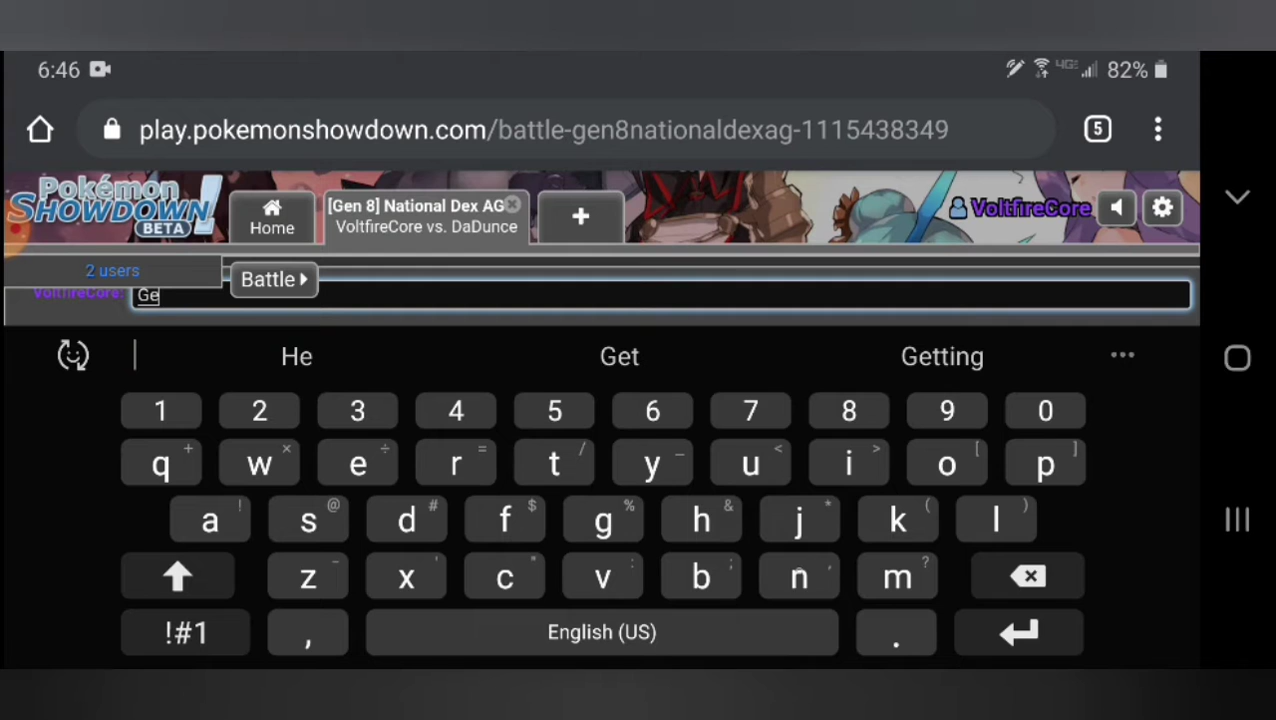 6:46 4GE 82%
play.pokemonshowdown.com/battle-gen8nationaldexag-1115438349 5
Pokémon
SHOWDOWN!
BETA
Home
[Gen 8] National Dex AG
VoltfireCore vs. DaDunce
+
VoltfireCore
2 users
Battle
VoltfireCore: Ge
He Get Getting
1 2 3 4 5 6 7 8 9 0
q + w × e ÷ r = t / y _ u < i > o [ p ]
a ! s @ d # f $ g % h & j * k ( l )
z - x ' c " v : b ; n , m ?
!#1 , English (US) .